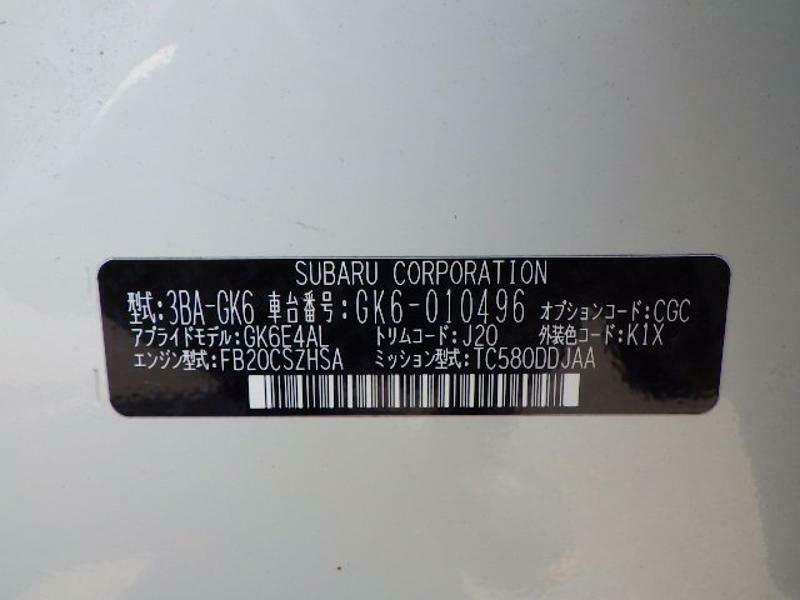 SUBARU CORPORATION
型式:3BA-GK6 車台番号:GK6-010496 オプションコード:CGC
アプライドモデル:GK6E4AL トリムコード:J20 外装色コード:K1X
エンジン型式:FB20CSZHSA ミッション型式:TC580DDJAA